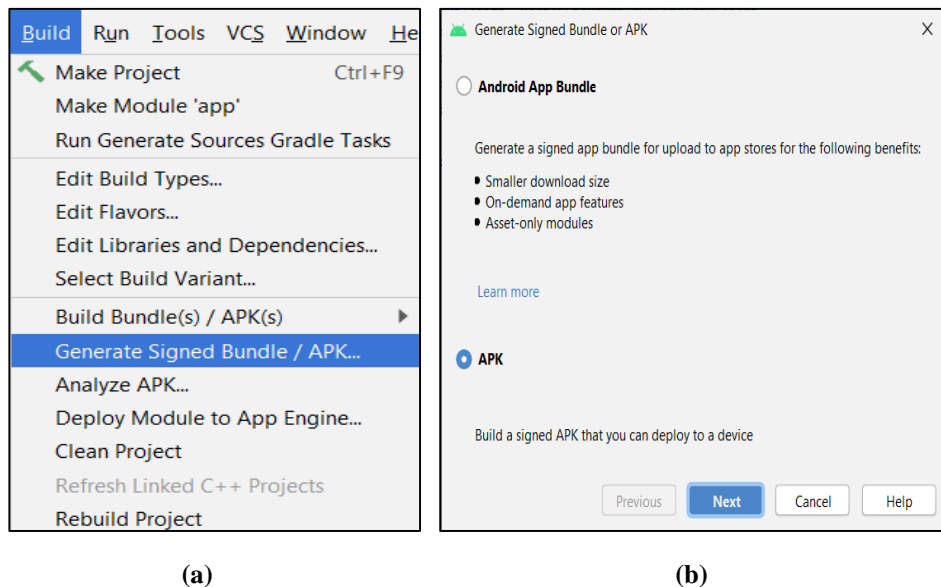 Build Run Tools VCS Window He
Make Project Ctrl+F9
Make Module 'app'
Run Generate Sources Gradle Tasks
Edit Build Types...
Edit Flavors...
Edit Libraries and Dependencies...
Select Build Variant...
Build Bundle(s) / APK(s)
Generate Signed Bundle / APK...
Analyze APK...
Deploy Module to App Engine...
Clean Project
Refresh Linked C++ Projects
Rebuild Project
(a)
Generate Signed Bundle or APK X
Android App Bundle
Generate a signed app bundle for upload to app stores for the following benefits:
• Smaller download size
• On-demand app features
• Asset-only modules
Learn more
APK
Build a signed APK that you can deploy to a device
Previous Next Cancel Help
(b)